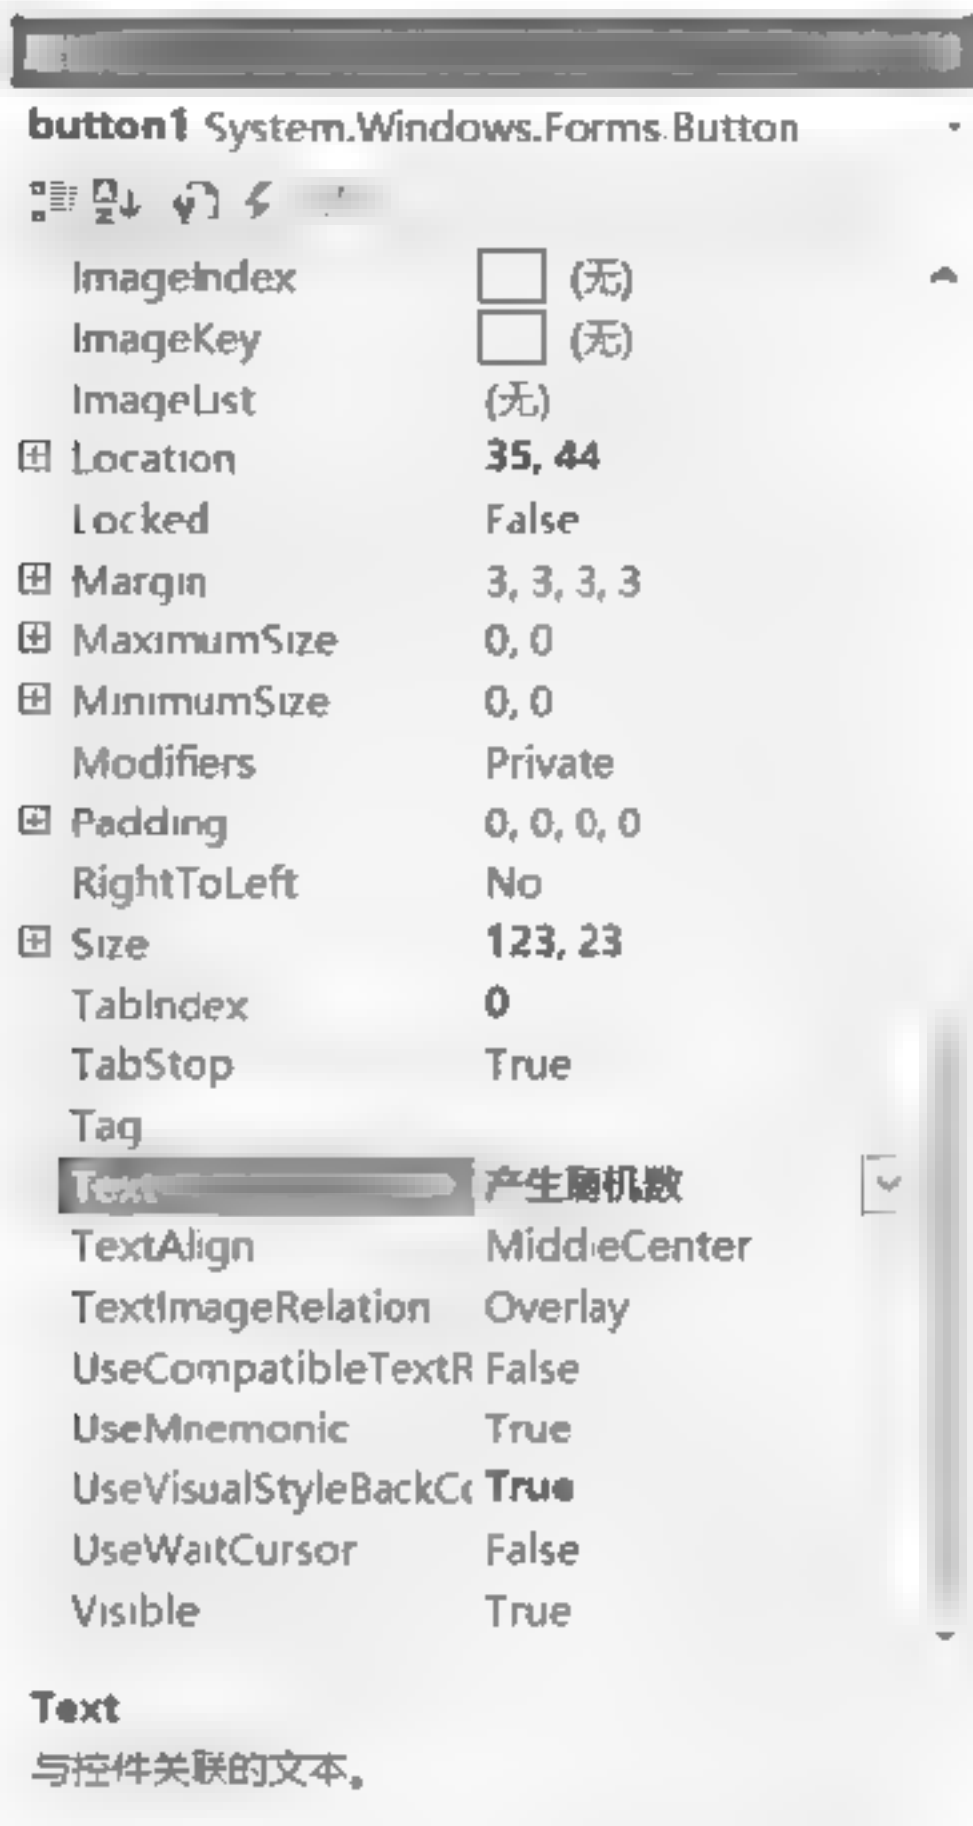 button1 System.Windows.Forms.Button
ImageIndex (无)
ImageKey (无)
ImageList (无)
Location 35, 44
Locked False
Margin 3, 3, 3, 3
MaximumSize 0, 0
MinimumSize 0, 0
Modifiers Private
Padding 0, 0, 0, 0
RightToLeft No
Size 123, 23
TabIndex 0
TabStop True
Tag
Text 产生随机数
TextAlign MiddleCenter
TextImageRelation Overlay
UseCompatibleTextR False
UseMnemonic True
UseVisualStyleBackCo True
UseWaitCursor False
Visible True
Text
与控件关联的文本。